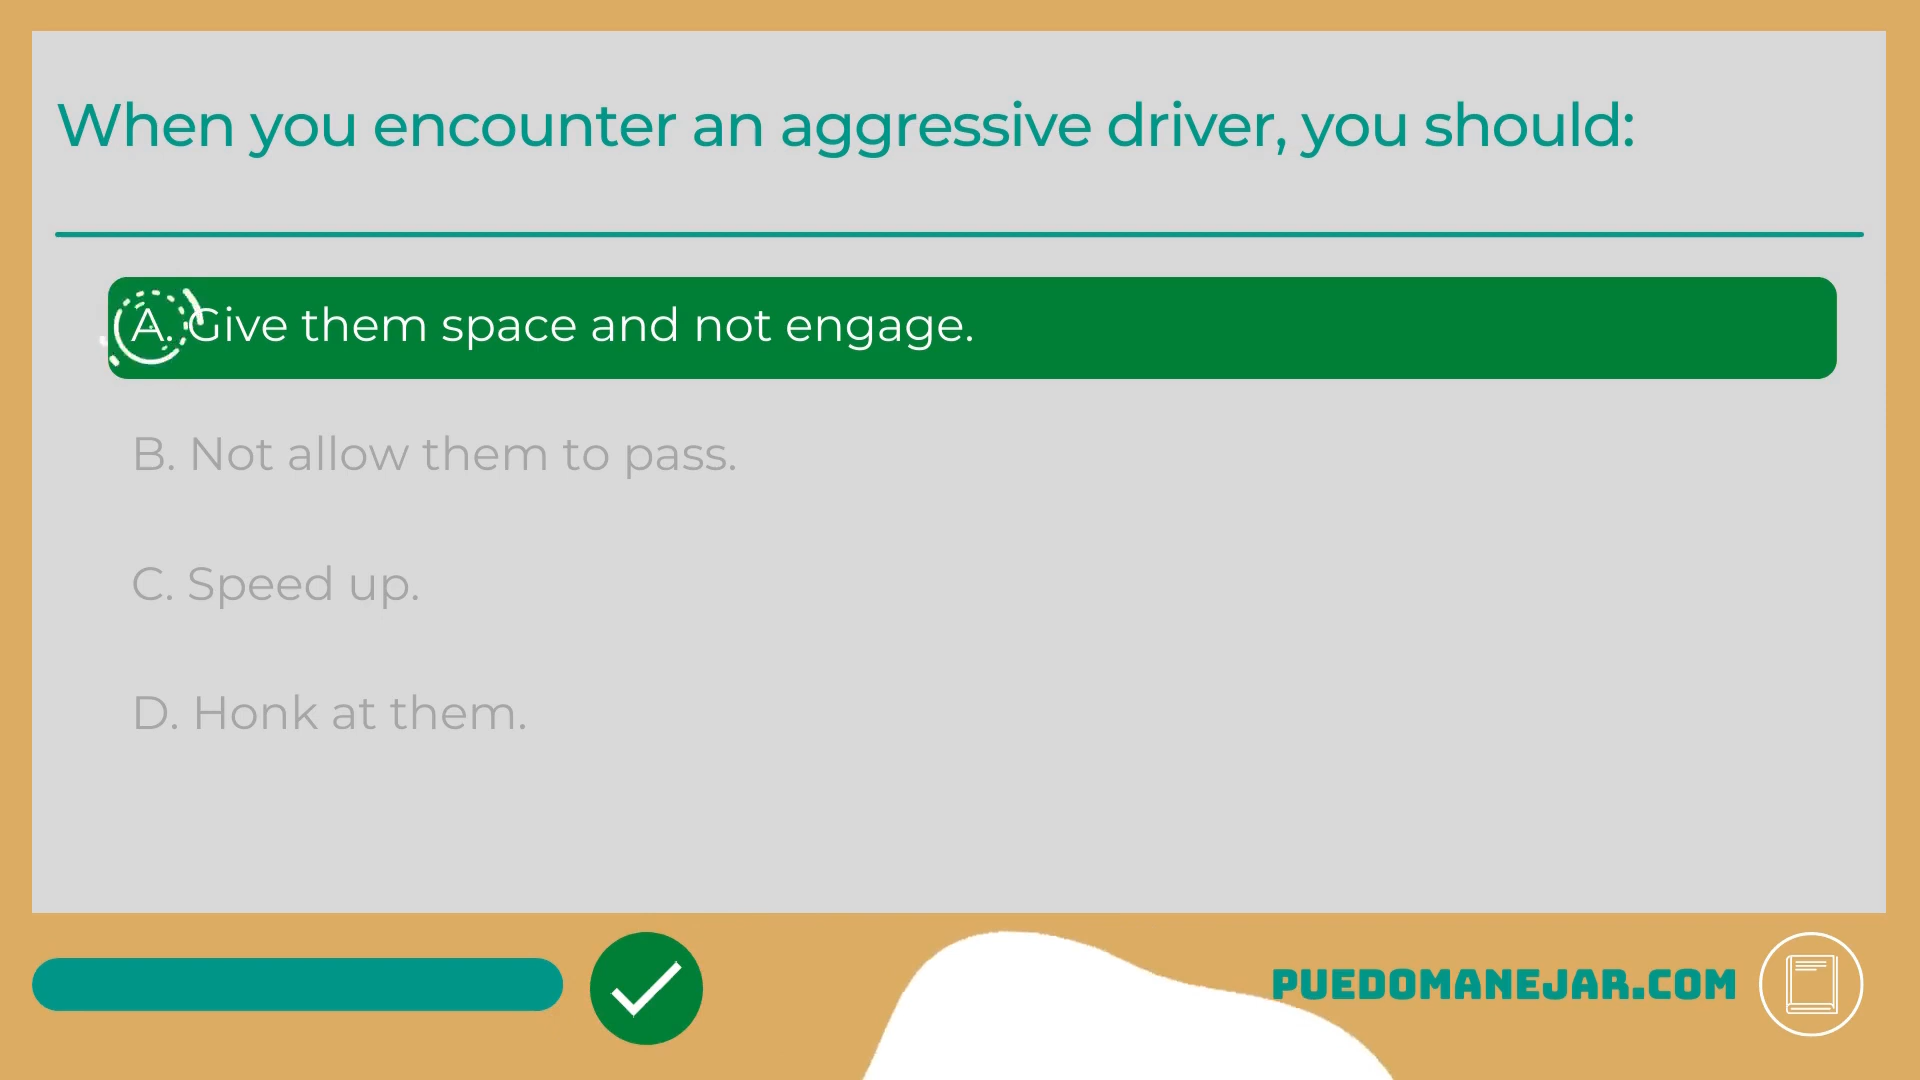 When you encounter an aggressive driver, you should:
A. Give them space and not engage.
B. Not allow them to pass.
C. Speed up.
D. Honk at them.
PUEDOMANEJAR.COM